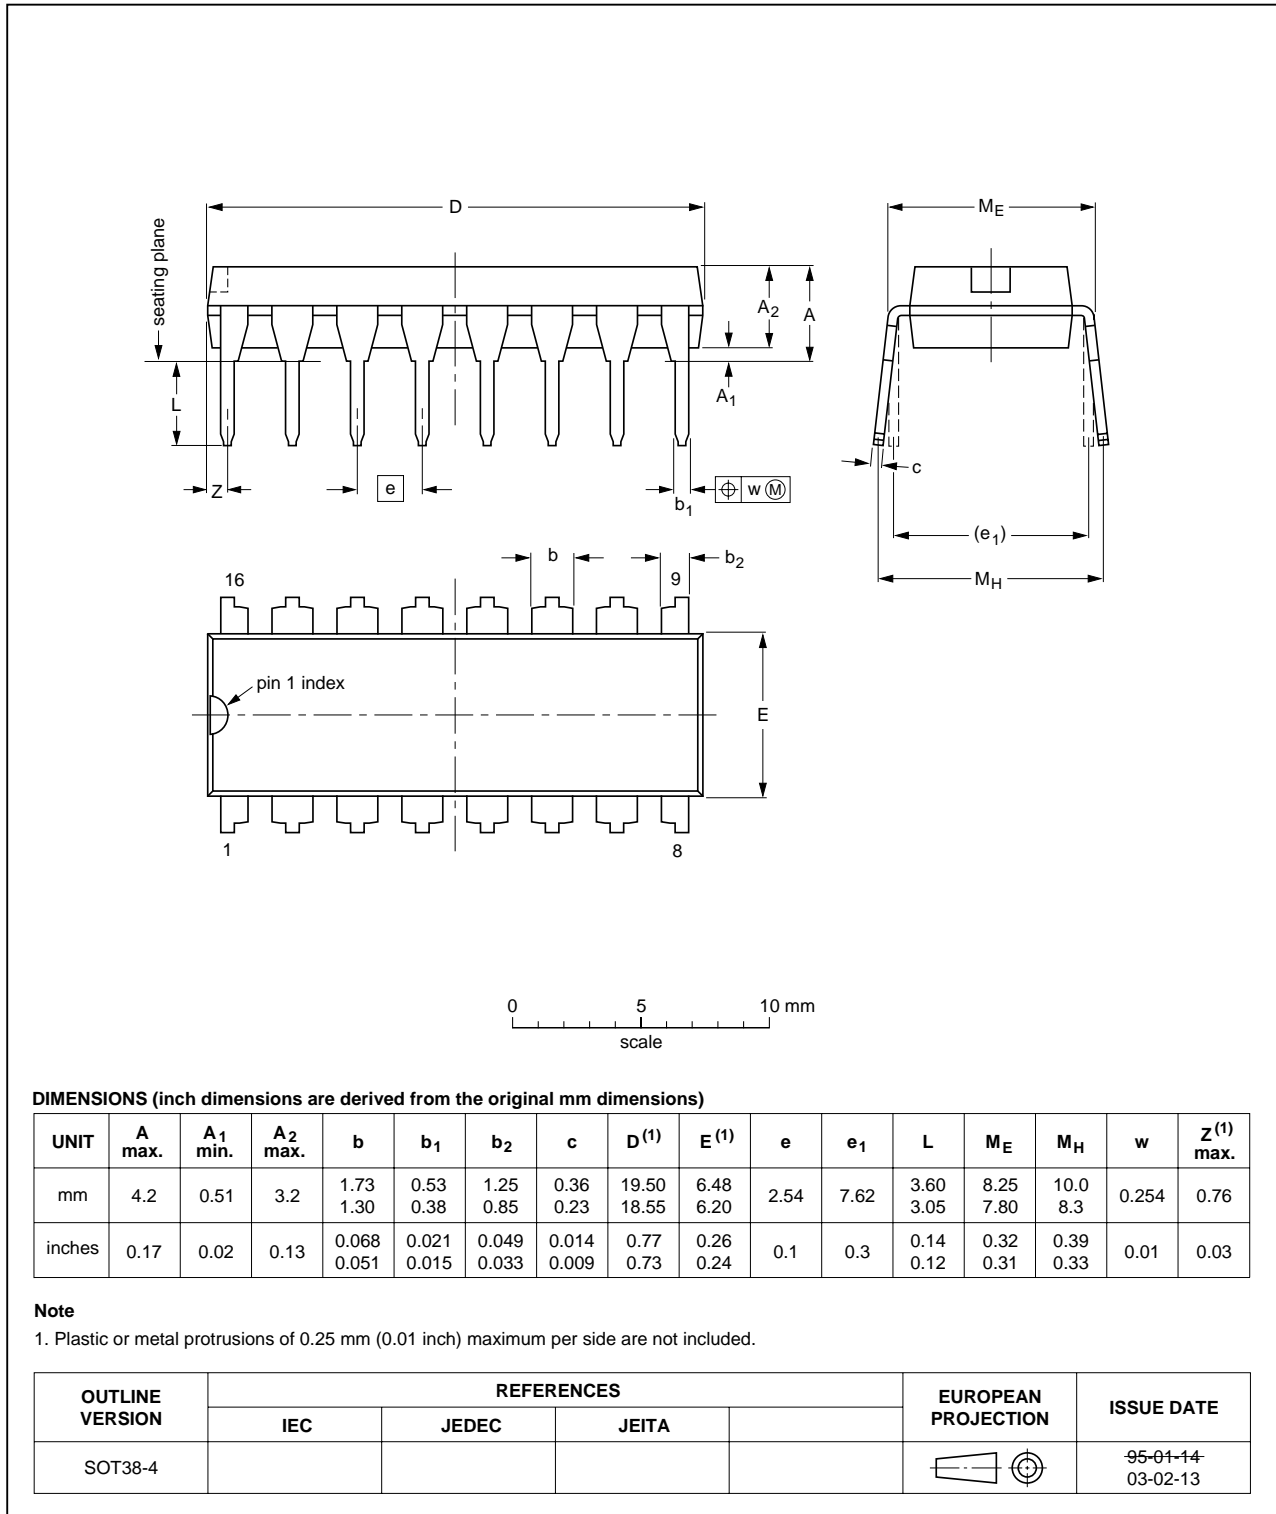 D
M_E
seating plane
A_2
A
A_1
L
Z
e
b_1
w M
c
(e_1)
M_H
b
b_2
16
9
pin 1 index
E
1
8
0 5 10 mm
scale
DIMENSIONS (inch dimensions are derived from the original mm dimensions)
UNIT A max. A1 min. A2 max. b b1 b2 c D(1) E(1) e e1 L ME MH w Z(1) max.
mm 4.2 0.51 3.2 1.73 1.30 0.53 0.38 1.25 0.85 0.36 0.23 19.50 18.55 6.48 6.20 2.54 7.62 3.60 3.05 8.25 7.80 10.0 8.3 0.254 0.76
inches 0.17 0.02 0.13 0.068 0.051 0.021 0.015 0.049 0.033 0.014 0.009 0.77 0.73 0.26 0.24 0.1 0.3 0.14 0.12 0.32 0.31 0.39 0.33 0.01 0.03
Note
1. Plastic or metal protrusions of 0.25 mm (0.01 inch) maximum per side are not included.
OUTLINE VERSION REFERENCES EUROPEAN PROJECTION ISSUE DATE
IEC JEDEC JEITA
SOT38-4 95-01-14
03-02-13